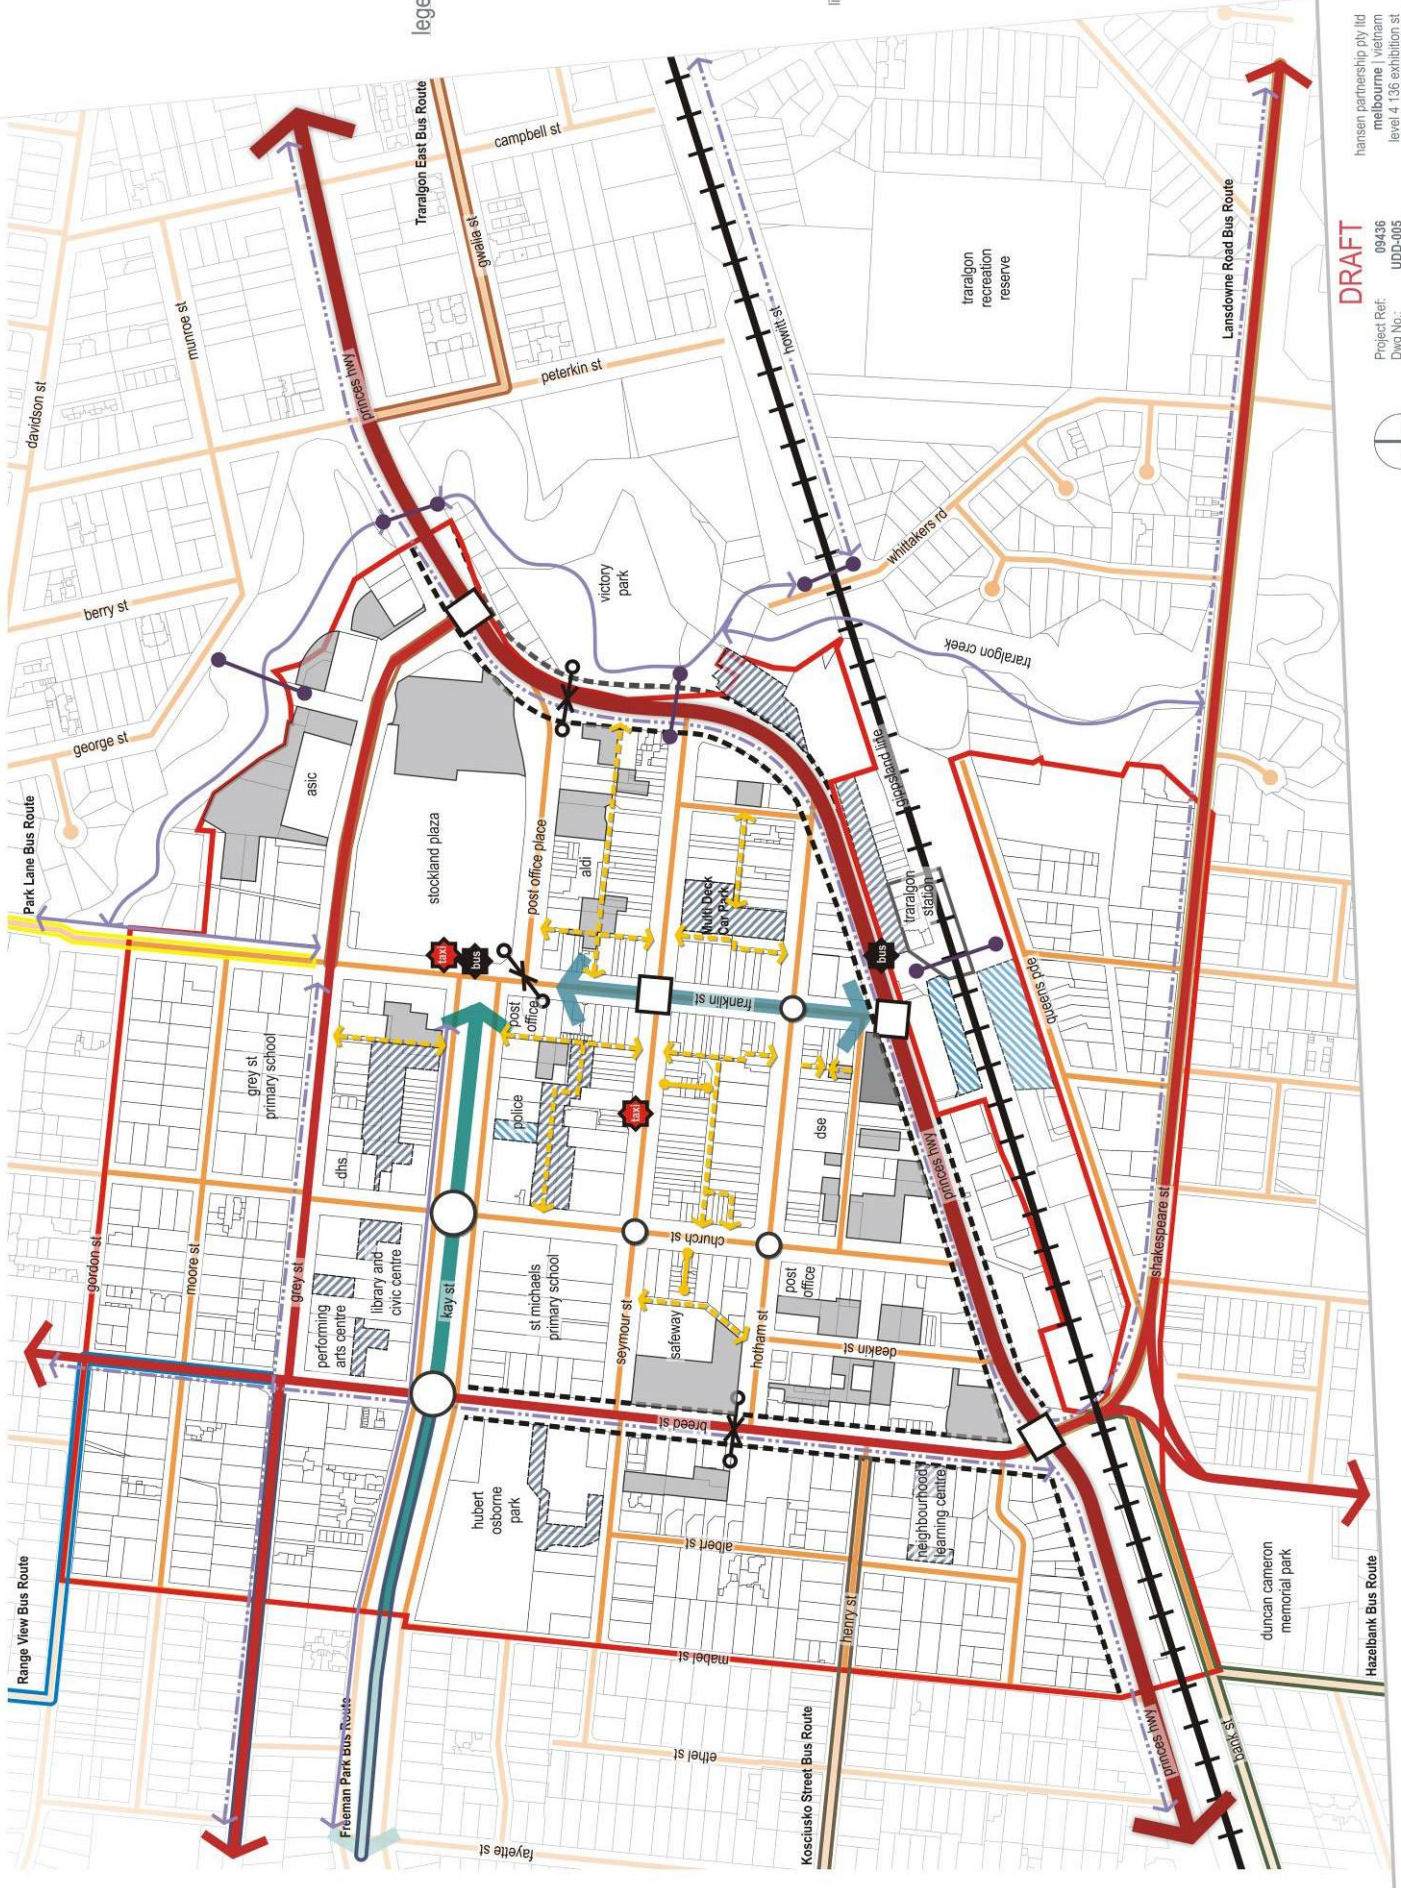 lege
li
Park Lane Bus Route
Range View Bus Route
Freeman Park Bus Route
Kosciusko Street Bus Route
Hazelbank Bus Route
Traralgon East Bus Route
Lansdowne Road Bus Route
davidson st
munroe st
campbell st
gwalia st
peterkin st
princes hwy
berry st
george st
victory
park
howitt st
traralgon
recreation
reserve
whittakers rd
traralgon creek
gippsland line
asic
stockland plaza
post office place
aldi
Multi Deck
Car Park
traralgon
station
queens pde
taxi
bus
bus
taxi
franklin st
post
office
police
grey st
primary school
dhs
dse
princes hwy
gordon st
moore st
grey st
library and
civic centre
performing
arts centre
kay st
st michaels
primary school
seymour st
church st
safeway
hotham st
post
office
deakin st
breed st
shakespeare st
hubert
osborne
park
albert st
neighbourhood
learning centre
henry st
mabel st
ethel st
fayette st
princes hwy
bank st
duncan cameron
memorial park
DRAFT
Project Ref: 09436
Dwg No.: UDD-005
hansen partnership pty ltd
melbourne | vietnam
level 4 136 exhibition st